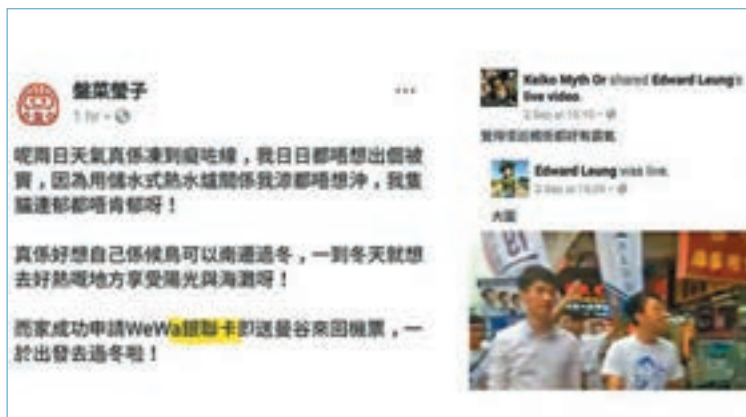 盤菜瑩子
1 hr
呢兩日天氣真係凍到癡咗線，我日日都唔想出個被
竇，因為用儲水式熱水爐關係我涼都唔想沖，我隻
貓連郁都唔肯郁呀！
真係好想自己係候鳥可以南遷過冬，一到冬天就想
去好熱嘅地方享受陽光與海灘呀！
而家成功申請WeWa銀聯卡即送曼谷來回機票，一
於出發去過冬啦！
Keiko Myth Or shared Edward Leung's
live video.
Edward Leung was live.
大圍